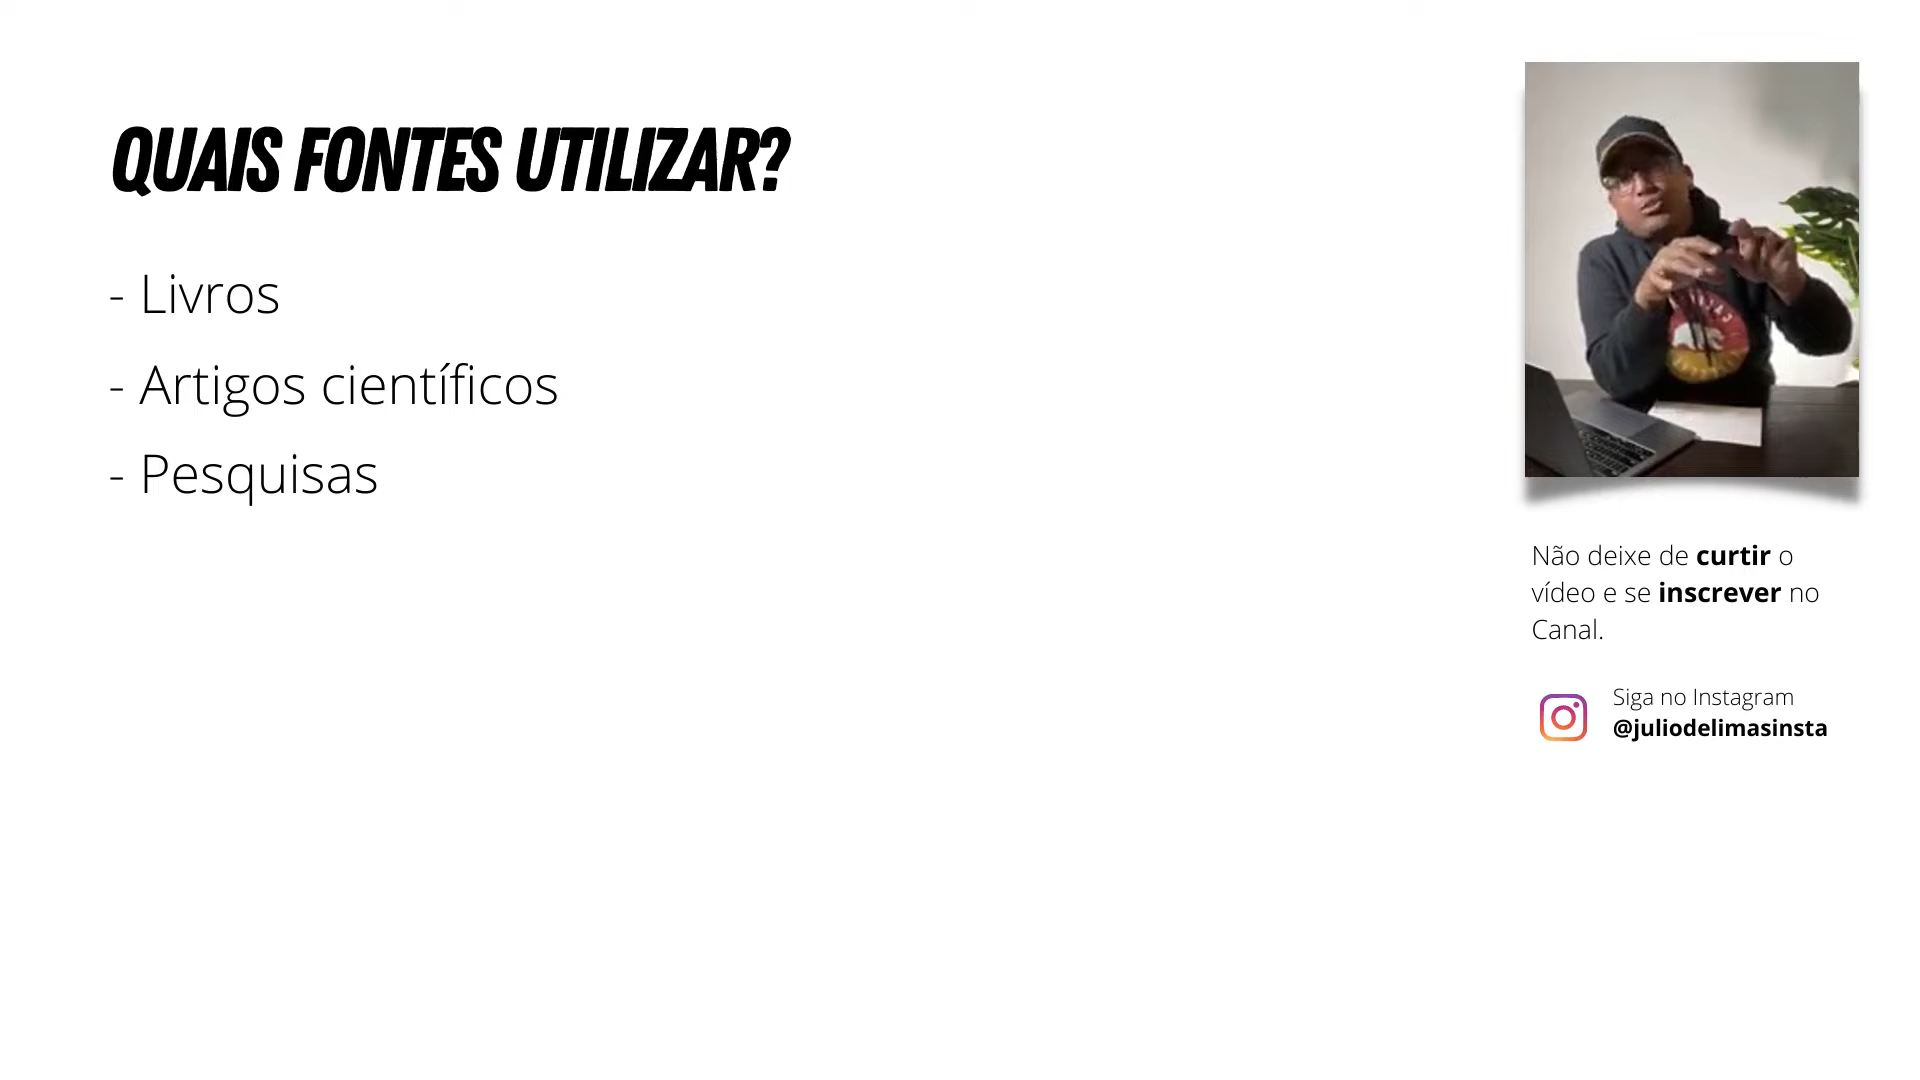 QUAIS FONTES UTILIZAR?
- Livros
- Artigos científicos
- Pesquisas
Não deixe de curtir o
vídeo e se inscrever no
Canal.
Siga no Instagram
@juliodelimasinsta